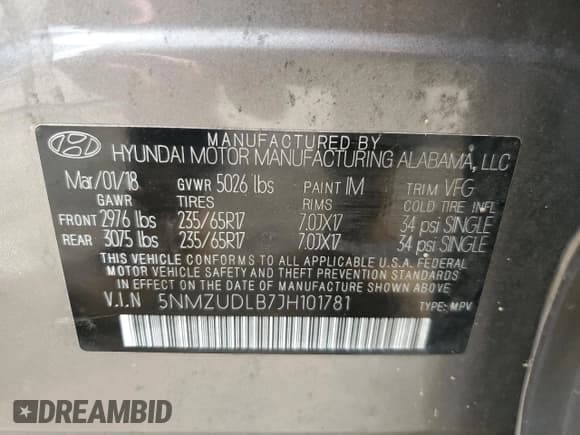 MANUFACTURED BY
HYUNDAI MOTOR MANUFACTURING ALABAMA, LLC
Mar/01/18 GVWR 5026 lbs PAINT IM TRIM VFG
GAWR TIRES RIMS COLD TIRE INFL
FRONT 2976 lbs 235/65R17 7.0JX17 34 psi SINGLE
REAR 3075 lbs 235/65R17 7.0JX17 34 psi SINGLE
THIS VEHICLE CONFORMS TO ALL APPLICABLE U.S.A. FEDERAL
MOTOR VEHICLE SAFETY AND THEFT PREVENTION STANDARDS
IN EFFECT ON THE DATE OF MANUFACTURE SHOWN ABOVE
V.I.N 5NMZUDLB7JH101781 TYPE: MPV
DREAMBID